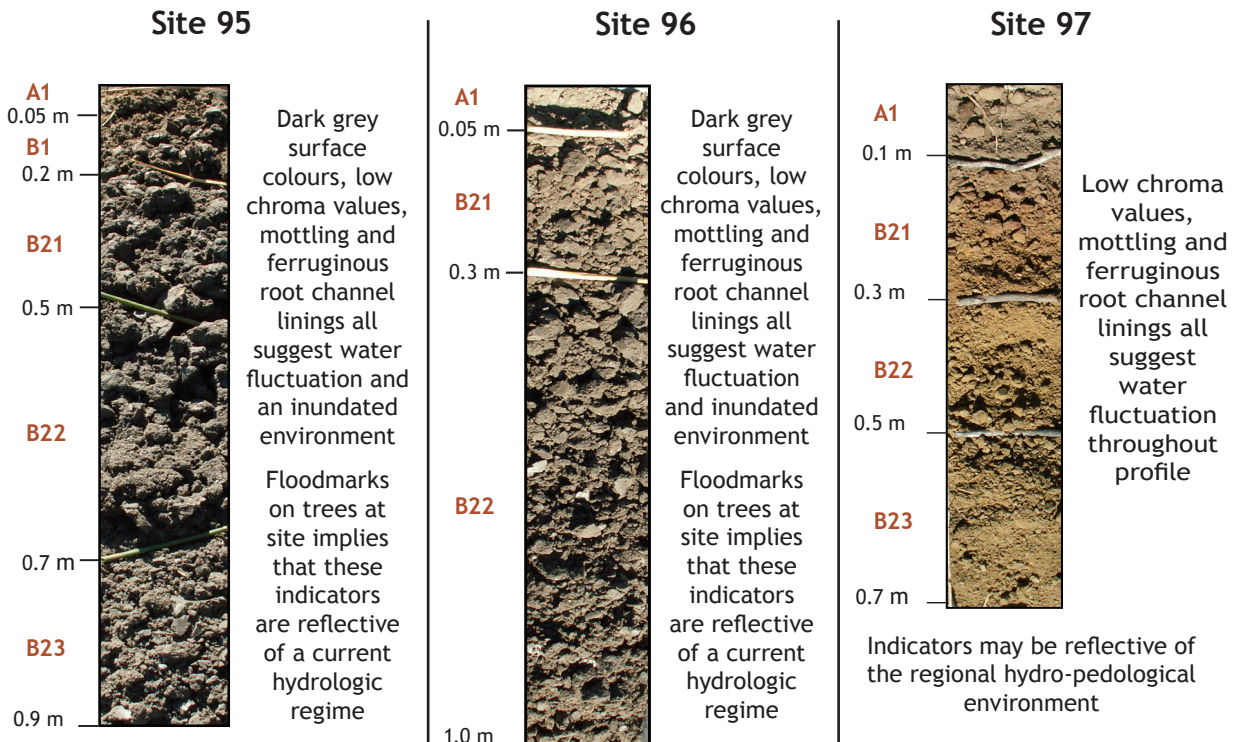 Site 95
A1
0.05 m
B1
0.2 m
B21
0.5 m
B22
0.7 m
B23
0.9 m
Dark grey
surface
colours, low
chroma values,
mottling and
ferruginous
root channel
linings all
suggest water
fluctuation and
an inundated
environment
Floodmarks
on trees at
site implies
that these
indicators
are reflective
of a current
hydrologic
regime
Site 96
A1
0.05 m
B21
0.3 m
B22
1.0 m
Dark grey
surface
colours, low
chroma values,
mottling and
ferruginous
root channel
linings all
suggest water
fluctuation
and inundated
environment
Floodmarks
on trees at
site implies
that these
indicators
are reflective
of a current
hydrologic
regime
Site 97
A1
0.1 m
B21
0.3 m
B22
0.5 m
B23
0.7 m
Low chroma
values,
mottling and
ferruginous
root channel
linings all
suggest
water
fluctuation
throughout
profile
Indicators may be reflective of
the regional hydro-pedological
environment